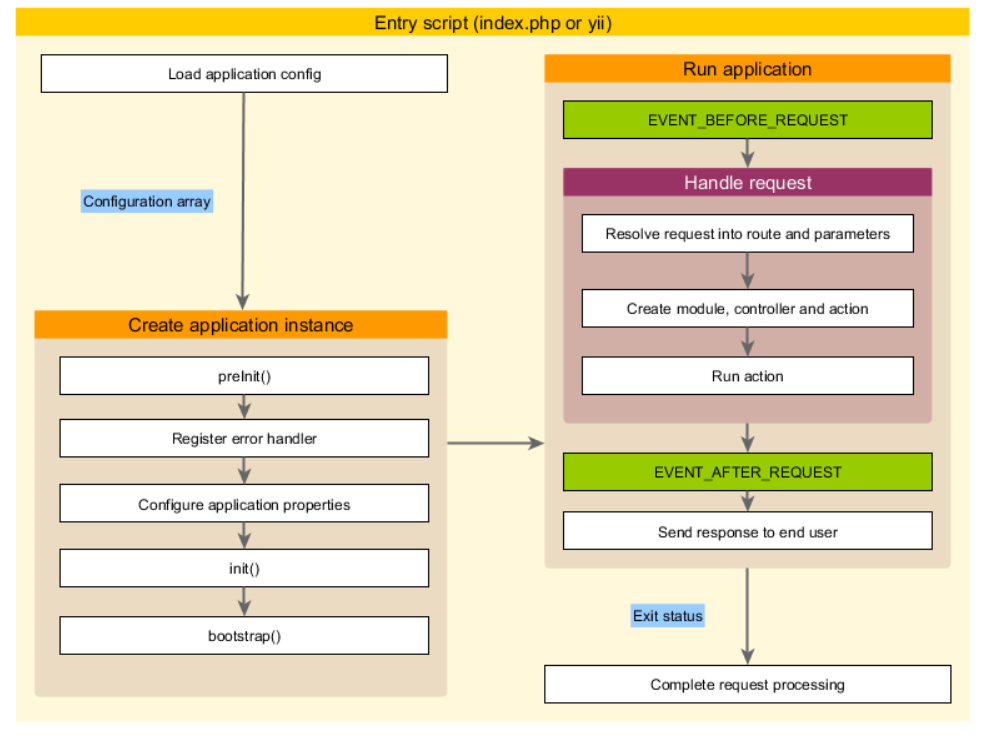 Entry script (index.php or yii)
Load application config
Configuration array
Create application instance
preInit()
Register error handler
Configure application properties
init()
bootstrap()
Run application
EVENT_BEFORE_REQUEST
Handle request
Resolve request into route and parameters
Create module, controller and action
Run action
EVENT_AFTER_REQUEST
Send response to end user
Exit status
Complete request processing